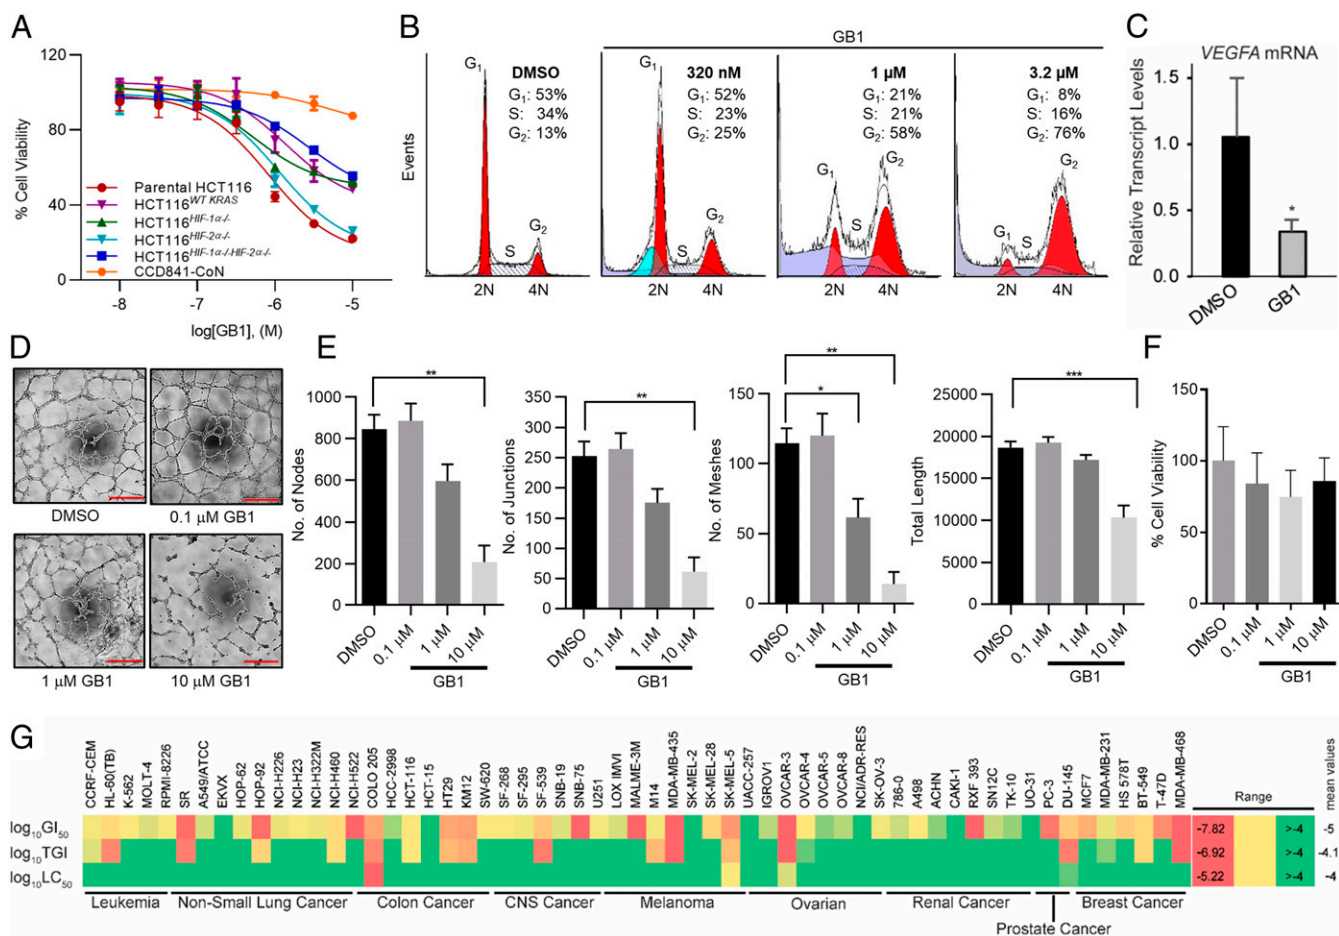 A
120
80
40
0
% Cell Viability
Parental HCT116
HCT116WT KRAS
HCT116HIF-1α-/-
HCT116HIF-2α-/-
HCT116HIF-1α-/-HIF-2α-/-
CCD841-CoN
-8 -7 -6 -5
log[GB1], (M)
B
GB1
Events
DMSO
G1: 53%
S: 34%
G2: 13%
G1
S
G2
2N 4N
320 nM
G1: 52%
S: 23%
G2: 25%
G1
S
G2
2N 4N
1 µM
G1: 21%
S: 21%
G2: 58%
G1
S
G2
2N 4N
3.2 µM
G1: 8%
S: 16%
G2: 76%
G2
G1
S
2N 4N
C
VEGFA mRNA
Relative Transcript Levels
1.5
1.0
0.5
0.0
*
DMSO
GB1
D
DMSO
0.1 µM GB1
1 µM GB1
10 µM GB1
E
No. of Nodes
1000
800
600
400
200
0
**
DMSO
0.1 µM
1 µM
10 µM
GB1
No. of Junctions
350
300
250
200
150
100
50
0
**
DMSO
0.1 µM
1 µM
10 µM
GB1
No. of Meshes
150
100
50
0
**
*
DMSO
0.1 µM
1 µM
10 µM
GB1
Total Length
25000
20000
15000
10000
5000
0
***
DMSO
0.1 µM
1 µM
10 µM
GB1
F
% Cell Viability
150
100
50
0
DMSO
0.1 µM
1 µM
10 µM
GB1
G
CCRF-CEM
HL-60(TB)
K-562
MOLT-4
RPMI-8226
SR
A549/ATCC
EKVX
HOP-62
HOP-92
NCH-H226
NCH-H23
NCH-H322M
NCH-H460
NCH-H522
COLO 205
HCC-2998
HCT-116
HCT-15
HT29
KM12
SW-620
SF-268
SF-295
SF-539
SNB-19
SNB-75
U251
LOX IMVI
MALME-3M
M14
MDA-MB-435
SK-MEL-2
SK-MEL-28
SK-MEL-5
UACC-257
IGROV1
OVCAR-3
OVCAR-4
OVCAR-5
OVCAR-8
NCI/ADR-RES
SK-OV-3
786-0
A498
ACHN
CAKI-1
RXF 393
SN12C
TK-10
UO-31
PC-3
DU-145
MCF7
MDA-MB-231
HS 578T
BT-549
T-47D
MDA-MB-468
Range
mean values
log10GI50
-7.82 >-4 -5
log10TGI
-6.92 >-4 -4.1
log10LC50
-5.22 >-4 -4
Leukemia Non-Small Lung Cancer Colon Cancer CNS Cancer Melanoma Ovarian Renal Cancer Breast Cancer
Prostate Cancer